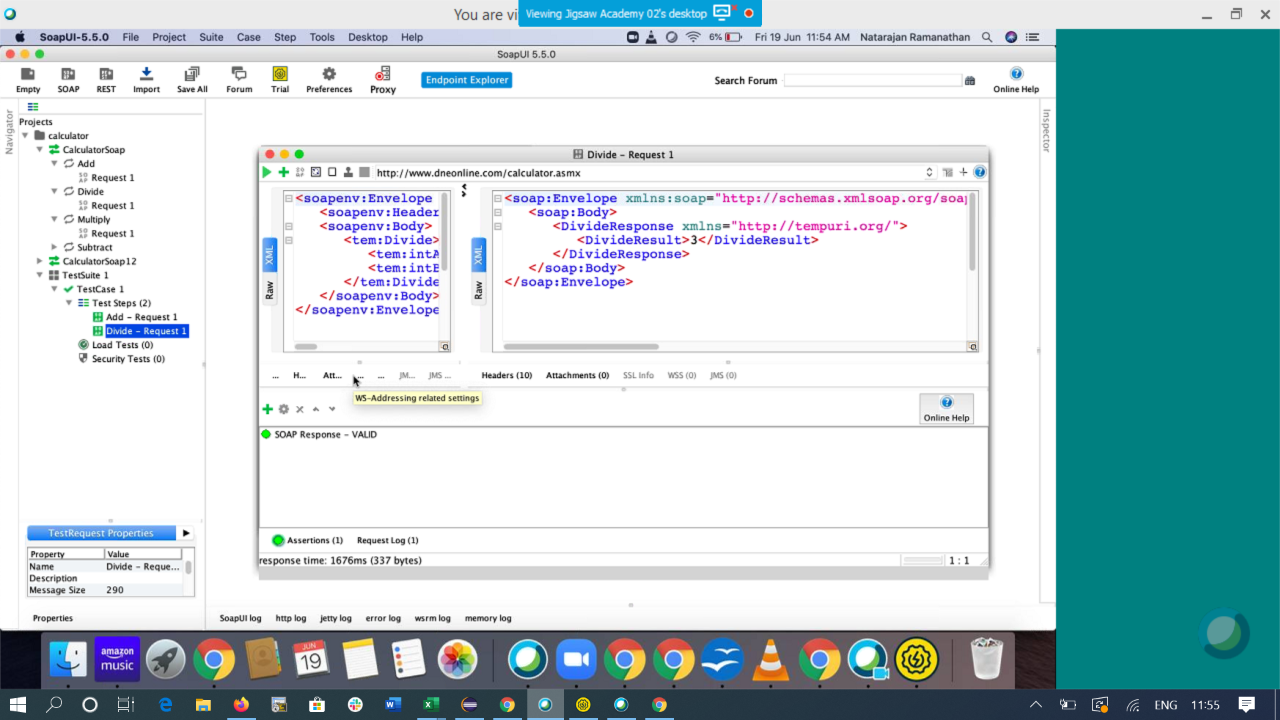 You are vi
Viewing Jigsaw Academy 02's desktop
SoapUI-5.5.0 File Project Suite Case Step Tools Desktop Help 6% Fri 19 Jun 11:54 AM Natarajan Ramanathan
SoapUI 5.5.0
Empty SOAP REST Import Save All Forum Trial Preferences Proxy Endpoint Explorer Search Forum Online Help
Navigator
Projects
calculator
CalculatorSoap
Add
Request 1
Divide
Request 1
Multiply
Request 1
Subtract
CalculatorSoap12
TestSuite 1
TestCase 1
Test Steps (2)
Add - Request 1
Divide - Request 1
Load Tests (0)
Security Tests (0)
TestRequest Properties
Property Value
Name Divide - Reque...
Description
Message Size 290
Properties
Inspector
Divide - Request 1
http://www.dneonline.com/calculator.asmx
XML
Raw
<soapenv:Envelope
<soapenv:Header
<soapenv:Body>
<tem:Divide>
<tem:intA
<tem:intB
</tem:Divide
</soapenv:Body>
</soapenv:Envelope
XML
Raw
<soap:Envelope xmlns:soap="http://schemas.xmlsoap.org/soap
<soap:Body>
<DivideResponse xmlns="http://tempuri.org/">
<DivideResult>3</DivideResult>
</DivideResponse>
</soap:Body>
</soap:Envelope>
... H... Att... ... ... JM... JMS ... Headers (10) Attachments (0) SSL Info WSS (0) JMS (0)
WS-Addressing related settings
Online Help
SOAP Response - VALID
Assertions (1) Request Log (1)
response time: 1676ms (337 bytes) 1 : 1
SoapUI log http log jetty log error log wsrm log memory log
amazon
music
JUN
19
ENG 11:55